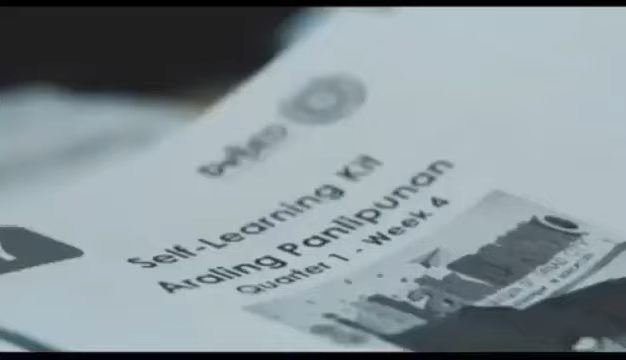 Self-Learning Kit
Araling Panlipunan
Quarter 1 - Week 4